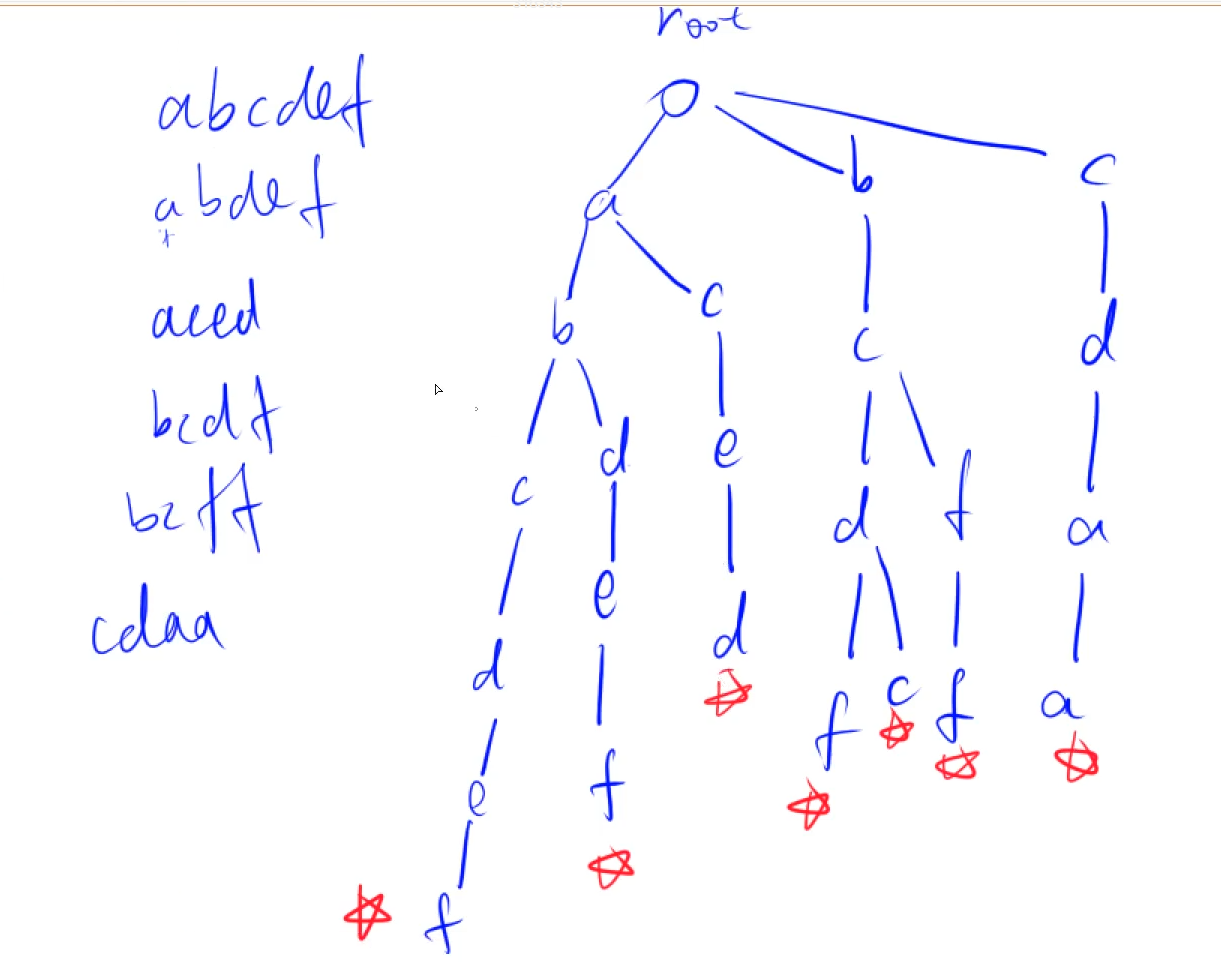 root
abcdef
abdef
aced
bcdf
bcff
cdaa
a b c
b c c d
c d e d f a
d e d f c f a
e f
f